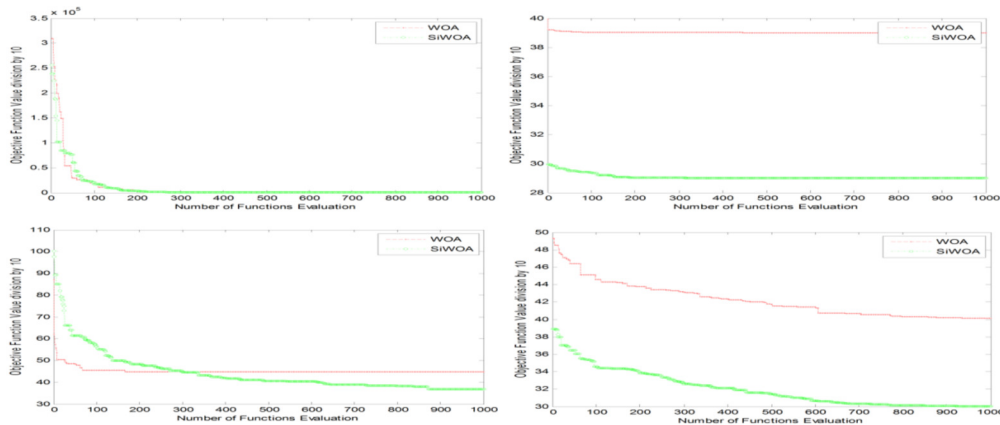 × 10⁵
3.5
3
2.5
2
1.5
1
0.5
0
Objective Function Value division by 10
WOA
SiWOA
0 100 200 300 400 500 600 700 800 900 1000
Number of Functions Evaluation
40
38
36
34
32
30
28
Objective Function Value division by 10
WOA
SiWOA
0 100 200 300 400 500 600 700 800 900 1000
Number of Functions Evaluation
110
100
90
80
70
60
50
40
30
Objective Function Value division by 10
WOA
SiWOA
0 100 200 300 400 500 600 700 800 900 1000
Number of Functions Evaluation
50
48
46
44
42
40
38
36
34
32
30
Objective Function Value division by 10
WOA
SiWOA
0 100 200 300 400 500 600 700 800 900 1000
Number of Functions Evaluation